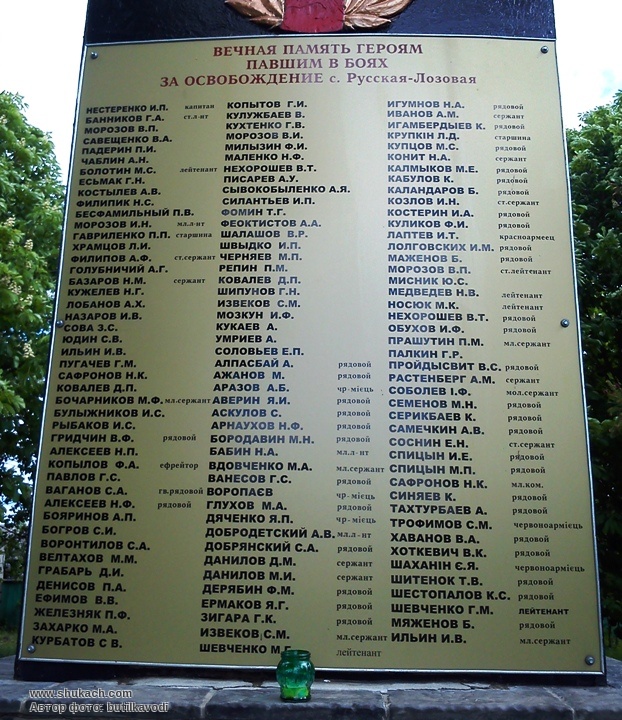 ВЕЧНАЯ ПАМЯТЬ ГЕРОЯМ
ПАВШИМ В БОЯХ
ЗА ОСВОБОЖДЕНИЕ с. Русская-Лозовая
НЕСТЕРЕНКО И.П. капитан
БАННИКОВ Г.А. ст.л-нт
МОРОЗОВ В.П.
САВЕЩЕНКО В.А.
ПАДЕРИН П.И.
ЧАБЛИН А.Н.
БОЛОТИН М.С. лейтенант
ЕСЬМАК Г.Н.
КОСТЫЛЕВ А.В.
ФИЛИПИК Н.С.
БЕСФАМИЛЬНЫЙ П.В.
МОРОЗОВ И.Н. мл.л-нт
ГАВРИЛЕНКО П.П. старшина
ХРАМЦОВ Л.И.
ФИЛИПОВ А.Ф. ст.сержант
ГОЛУБНИЧИЙ А.Г.
БАЗАРОВ Н.М. сержант
КУЖЕЛЕВ Н.Г.
ЛОБАНОВ А.Х.
НАЗАРОВ И.В.
СОВА З.С.
ЮДИН С.В.
ИЛЬИН И.В.
ПУГАЧЕВ Г.М.
САФРОНОВ Н.К.
КОВАЛЕВ Д.П.
БОЧАРНИКОВ М.Ф. мл.сержант
БУЛЫЖНИКОВ И.С.
РЫБАКОВ И.С.
ГРИДЧИН В.Ф. рядовой
АЛЕКСЕЕВ Н.П.
КОПЫЛОВ Ф.А. ефрейтор
ПАВЛОВ Г.С.
ВАГАНОВ С.А. гв.рядовой
АЛЕКСЕЕВ Н.Ф. рядовой
БОЯРИНОВ А.П.
БОГРОВ С.И.
ВОРОНТИЛОВ С.А.
ВЕЛТАХОВ М.М.
ГРАБАРЬ Д.И.
ДЕНИСОВ П.А.
ЕФИМОВ В.В.
ЖЕЛЕЗНЯК П.Ф.
ЗАХАРКО М.А.
КУРБАТОВ С В.
КОПЫТОВ Г.И.
КУЛУЖБАЕВ В.
КУХТЕНКО Г.В.
МОРОЗОВ В.И.
МИЛЫЗИН Ф.И.
МАЛЕНКО Н.Ф.
НЕХОРОШЕВ В.Т.
ПИСАРЕВ А.У.
СЫВОКОБЫЛЕНКО А.Я.
СИЛАНТЬЕВ И.П.
ФОМИН Т.Г.
ФЕОКТИСТОВ А.А.
ШАЛАШОВ В.Р.
ШВЫДКО И.П.
ЧЕРНЯЕВ М.П.
РЕПИН П.М.
КОВАЛЕВ Д.П.
ШИПУНОВ Г.Н.
ИЗВЕКОВ С.М.
МОЗКУН И.Ф.
КУКАЕВ А.
УМРИЕВ А.
СОЛОВЬЕВ Е.П.
АЛПАСБАЙ А. рядовой
АЖАНОВ М. рядовой
АРАЗОВ А.Б. чр-мієць
АВЕРИН Я.И. рядовой
АСКУЛОВ С. рядовой
АРНАУХОВ Н.Ф. рядовой
БОРОДАВИН М.Н. рядовой
БАБИН Н.А. мл.л-нт
ВДОВЧЕНКО М.А. мл.сержант
ВАНЕСОВ Г.С. рядовой
ВОРОПАЄВ чр-мієць
ГЛУХОВ М.А. рядовой
ДЯЧЕНКО Я.П. чр-мієць
ДОБРОДЕТСКИЙ А.В. мл.л-нт
ДОБРЯНСКИЙ С.А. рядовой
ДАНИЛОВ Д.М. сержант
ДАНИЛОВ М.И. сержант
ДЕРЯБИН Ф.М. рядовой
ЕРМАКОВ Я.Г. рядовой
ЗИГАРА Г.К. рядовой
ИЗВЕКОВ С.М. мл.сержант
ШЕВЧЕНКО М.Г. лейтенант
ИГУМНОВ Н.А. рядовой
ИВАНОВ А.М. сержант
ИГАМБЕРДЫЕВ К. рядовой
КРУПКІН Л.Д. старшина
КУПЦОВ М.С. рядовой
КОНИТ Н.А. сержант
КАЛМЫКОВ М.Е. рядовой
КАБУЛОВ К. рядовой
КАЛАНДАРОВ Б. рядовой
КОЗЛОВ И.Н. ст.сержант
КОСТЕРИН И.А. рядовой
КУЛИКОВ Ф.И. рядовой
ЛАПТЕВ И.Т. красноармеец
ЛОЛГОВСКИХ И.М. рядовой
МАЖЕНОВ Б. рядовой
МОРОЗОВ В.П. ст.лейтенант
МИСНИК Ю.С.
МЕДВЕДЕВ Н.В. лейтенант
НОСЮК М.К. лейтенант
НЕХОРОШЕВ В.Т. рядовой
ОБУХОВ И.Ф. рядовой
ПРАШУТИН П.М. мл.сержант
ПАЛКИН Г.Р.
ПРОЙДЫСВИТ В.С. рядовой
РАСТЕНБЕРГ А.М. сержант
СОБОЛЕВ І.Ф. мол.сержант
СЕМЕНОВ М.Н. рядовой
СЕРИКБАЕВ К. рядовой
САМЕЧКИН А.В. рядовой
СОСНИН Е.Н. ст.сержант
СПИЦЫН И.Е. рядовой
СПИЦЫН М.П. рядовой
САФРОНОВ Н.К. мл.ком.
СИНЯЕВ К. рядовой
ТАХТУРБАЕВ А. рядовой
ТРОФИМОВ С.М. червоноармієць
ХАВАНОВ В.А. рядовой
ХОТКЕВИЧ В.К. рядовой
ШАХАНІН Є.Я. червоноармієць
ШИТЕНОК Т.В. рядовой
ШЕСТОПАЛОВ К.С. рядовой
ШЕВЧЕНКО Г.М. ЛЕЙТЕНАНТ
МЯЖЕНОВ Б. рядовой
ИЛЬИН И.В. мл.сержант
www.shukach.com
Автор фото: butilkavodi